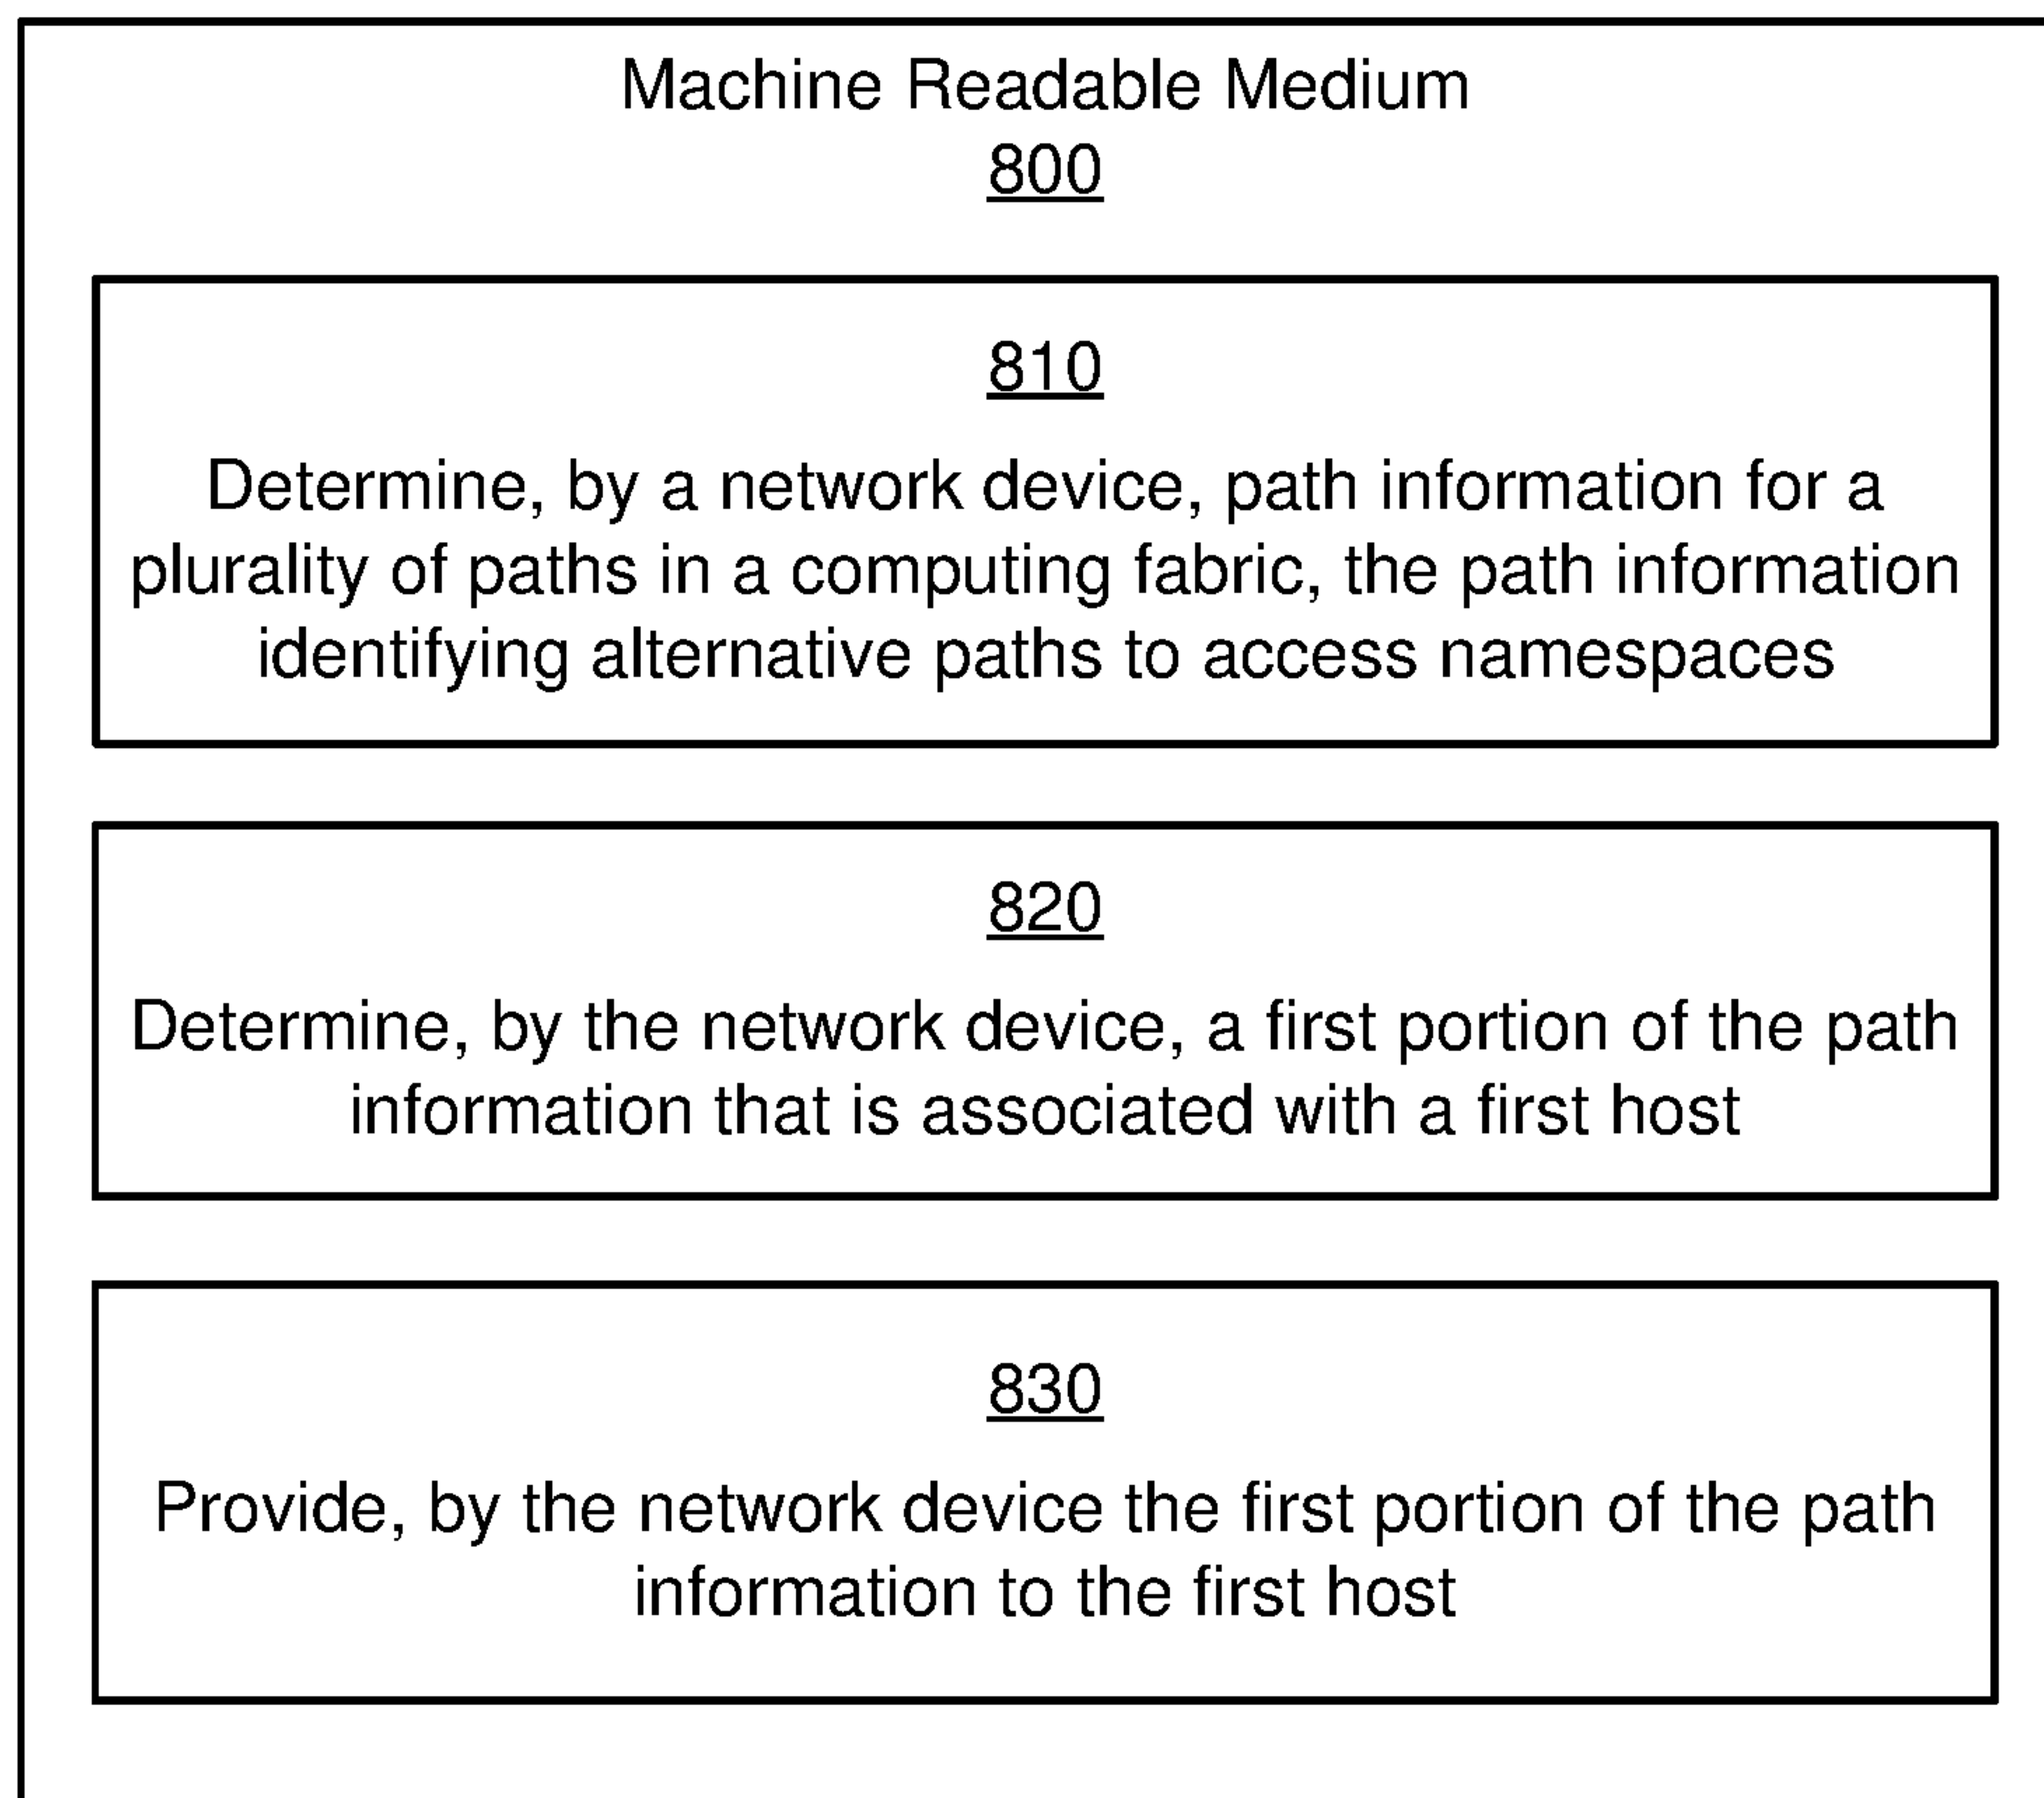 Machine Readable Medium
800
810
Determine, by a network device, path information for a
plurality of paths in a computing fabric, the path information
identifying alternative paths to access namespaces
820
Determine, by the network device, a first portion of the path
information that is associated with a first host
830
Provide, by the network device the first portion of the path
information to the first host